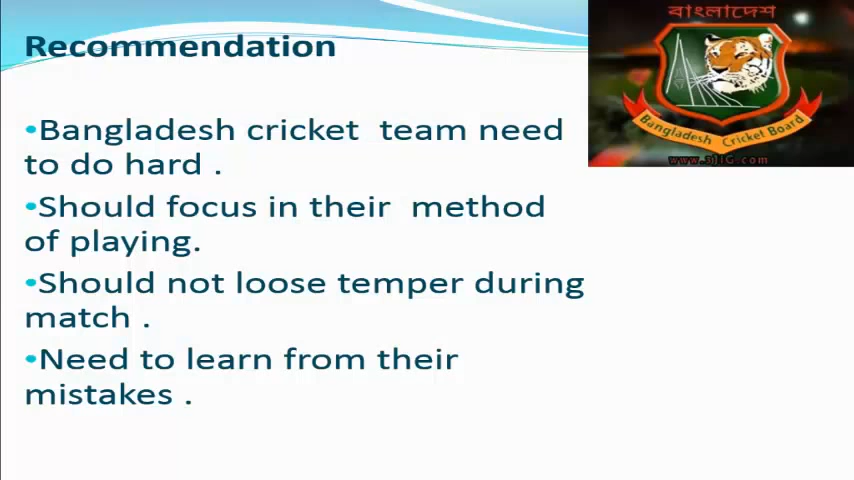 Recommendation
বাংলাদেশ
•Bangladesh cricket team need
to do hard .
•Should focus in their method
of playing.
•Should not loose temper during
match .
•Need to learn from their
mistakes .
Bangladesh Cricket Board